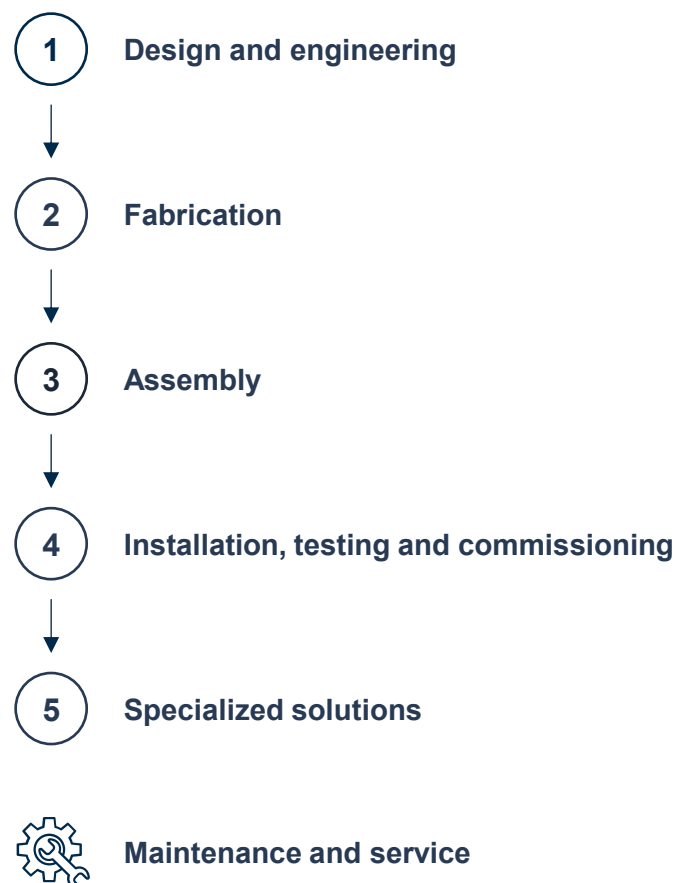 1 Design and engineering
2 Fabrication
3 Assembly
4 Installation, testing and commissioning
5 Specialized solutions
Maintenance and service